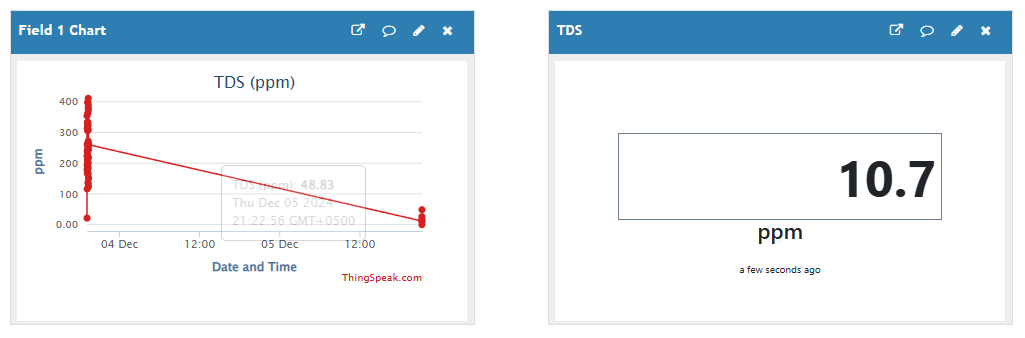 Field 1 Chart
TDS (ppm)
ppm
400
300
200
100
0.00
TDS (ppm): 48.83
Thu Dec 05 2024
21:22:56 GMT+0500
04 Dec 12:00 05 Dec 12:00
Date and Time
ThingSpeak.com
TDS
10.7
ppm
a few seconds ago